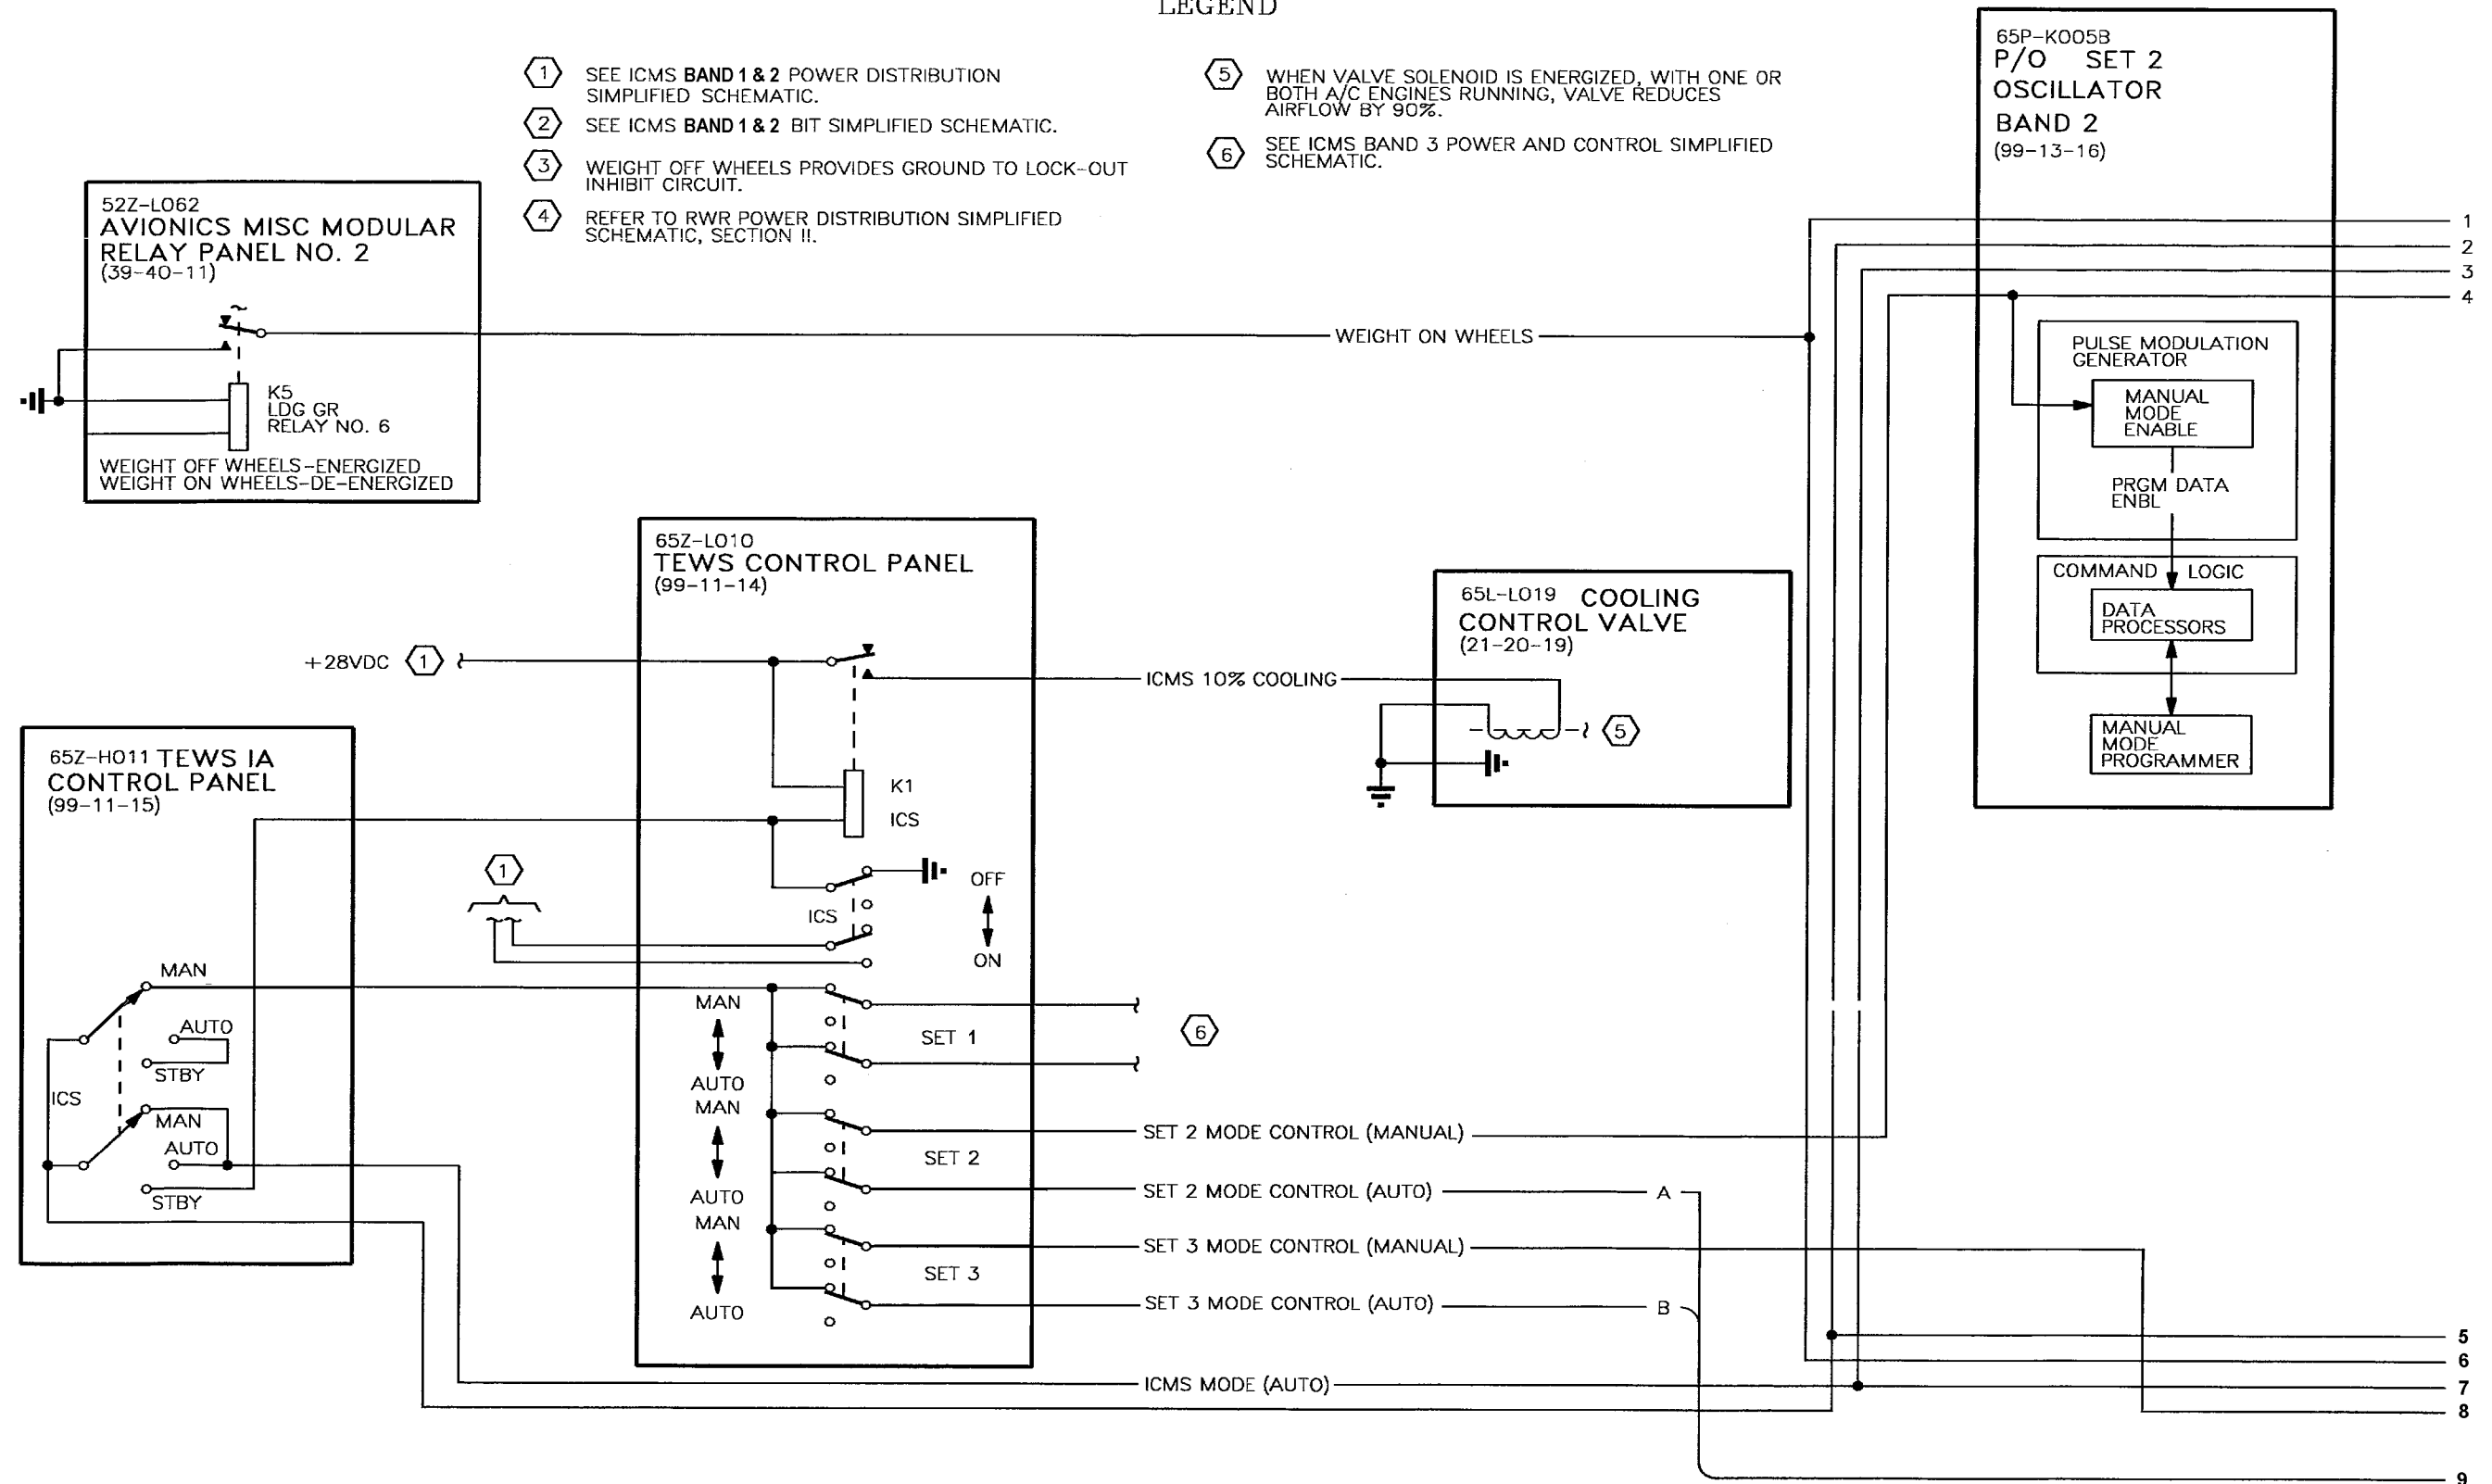 LEGEND
1 SEE ICMS BAND 1 & 2 POWER DISTRIBUTION
SIMPLIFIED SCHEMATIC.
2 SEE ICMS BAND 1 & 2 BIT SIMPLIFIED SCHEMATIC.
3 WEIGHT OFF WHEELS PROVIDES GROUND TO LOCK-OUT
INHIBIT CIRCUIT.
4 REFER TO RWR POWER DISTRIBUTION SIMPLIFIED
SCHEMATIC, SECTION II.
5 WHEN VALVE SOLENOID IS ENERGIZED, WITH ONE OR
BOTH A/C ENGINES RUNNING, VALVE REDUCES
AIRFLOW BY 90%.
6 SEE ICMS BAND 3 POWER AND CONTROL SIMPLIFIED
SCHEMATIC.
52Z-L062
AVIONICS MISC MODULAR
RELAY PANEL NO. 2
(39-40-11)
K5
LDG GR
RELAY NO. 6
WEIGHT OFF WHEELS-ENERGIZED
WEIGHT ON WHEELS-DE-ENERGIZED
WEIGHT ON WHEELS
65P-K005B
P/O SET 2
OSCILLATOR
BAND 2
(99-13-16)
1
2
3
4
PULSE MODULATION
GENERATOR
MANUAL
MODE
ENABLE
PRGM DATA
ENBL
COMMAND LOGIC
DATA
PROCESSORS
MANUAL
MODE
PROGRAMMER
65Z-L010
TEWS CONTROL PANEL
(99-11-14)
+28VDC 1
K1
ICS
1
ICS
OFF
ON
MAN
AUTO
SET 1
6
MAN
AUTO
SET 2
MAN
AUTO
SET 3
65L-L019 COOLING
CONTROL VALVE
(21-20-19)
ICMS 10% COOLING
5
65Z-H011 TEWS IA
CONTROL PANEL
(99-11-15)
MAN
AUTO
STBY
ICS
MAN
AUTO
STBY
SET 2 MODE CONTROL (MANUAL)
SET 2 MODE CONTROL (AUTO) A
SET 3 MODE CONTROL (MANUAL)
SET 3 MODE CONTROL (AUTO) B
ICMS MODE (AUTO)
5
6
7
8
9